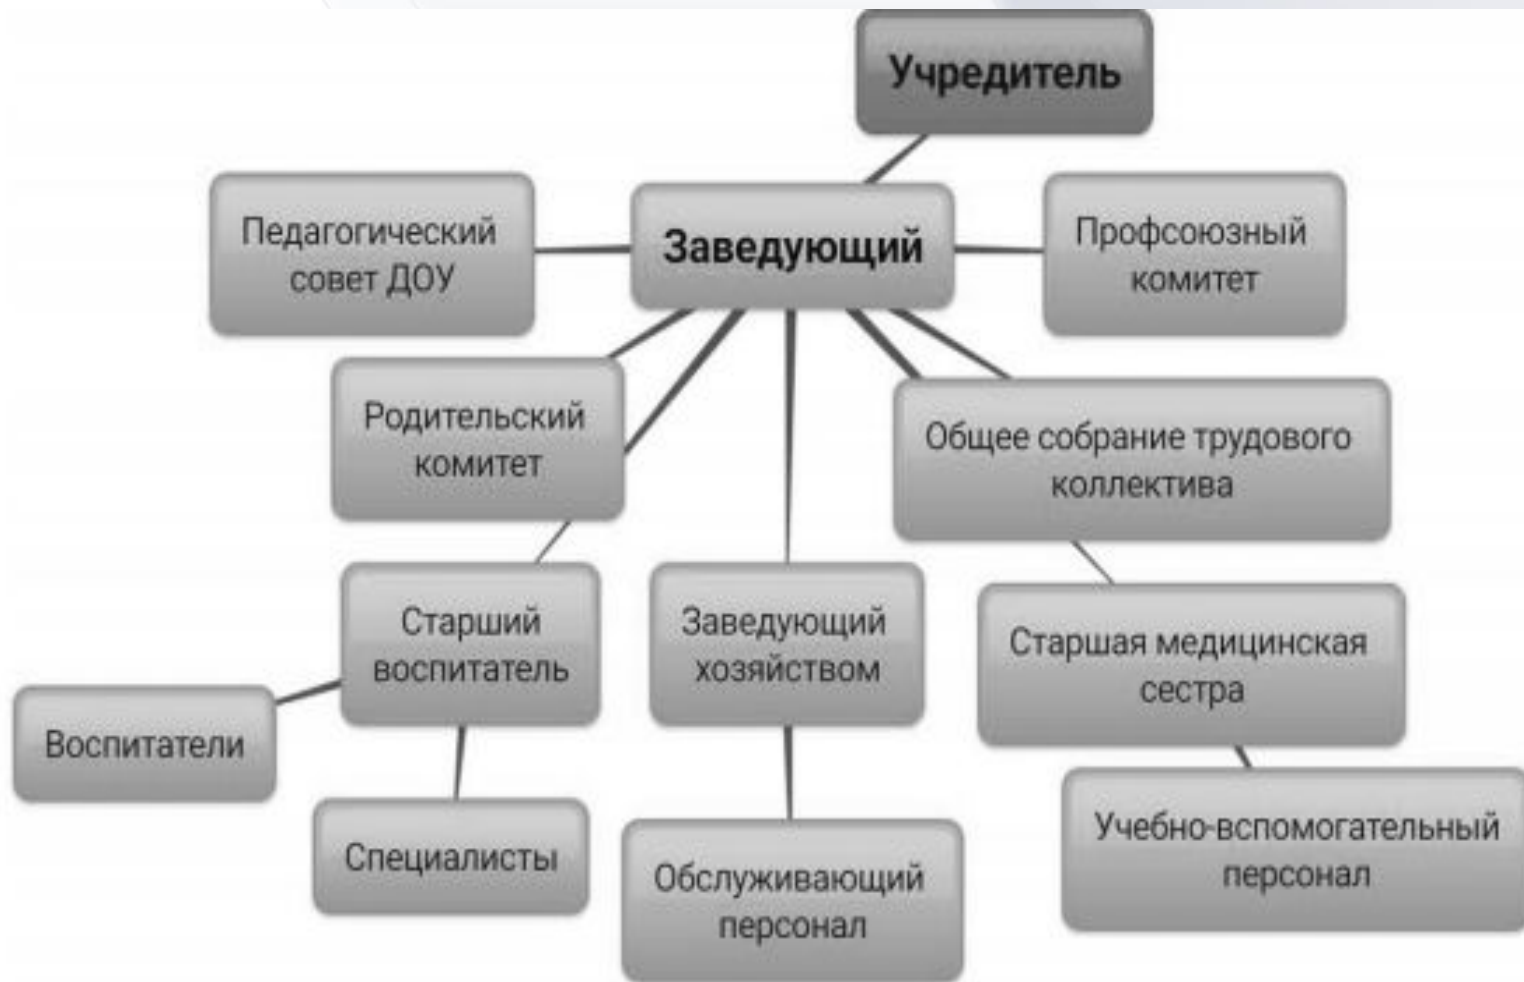 Учредитель
Педагогический
совет ДОУ
Заведующий
Профсоюзный
комитет
Родительский
комитет
Общее собрание трудового
коллектива
Старший
воспитатель
Заведующий
хозяйством
Старшая медицинская
сестра
Воспитатели
Специалисты
Обслуживающий
персонал
Учебно-вспомогательный
персонал